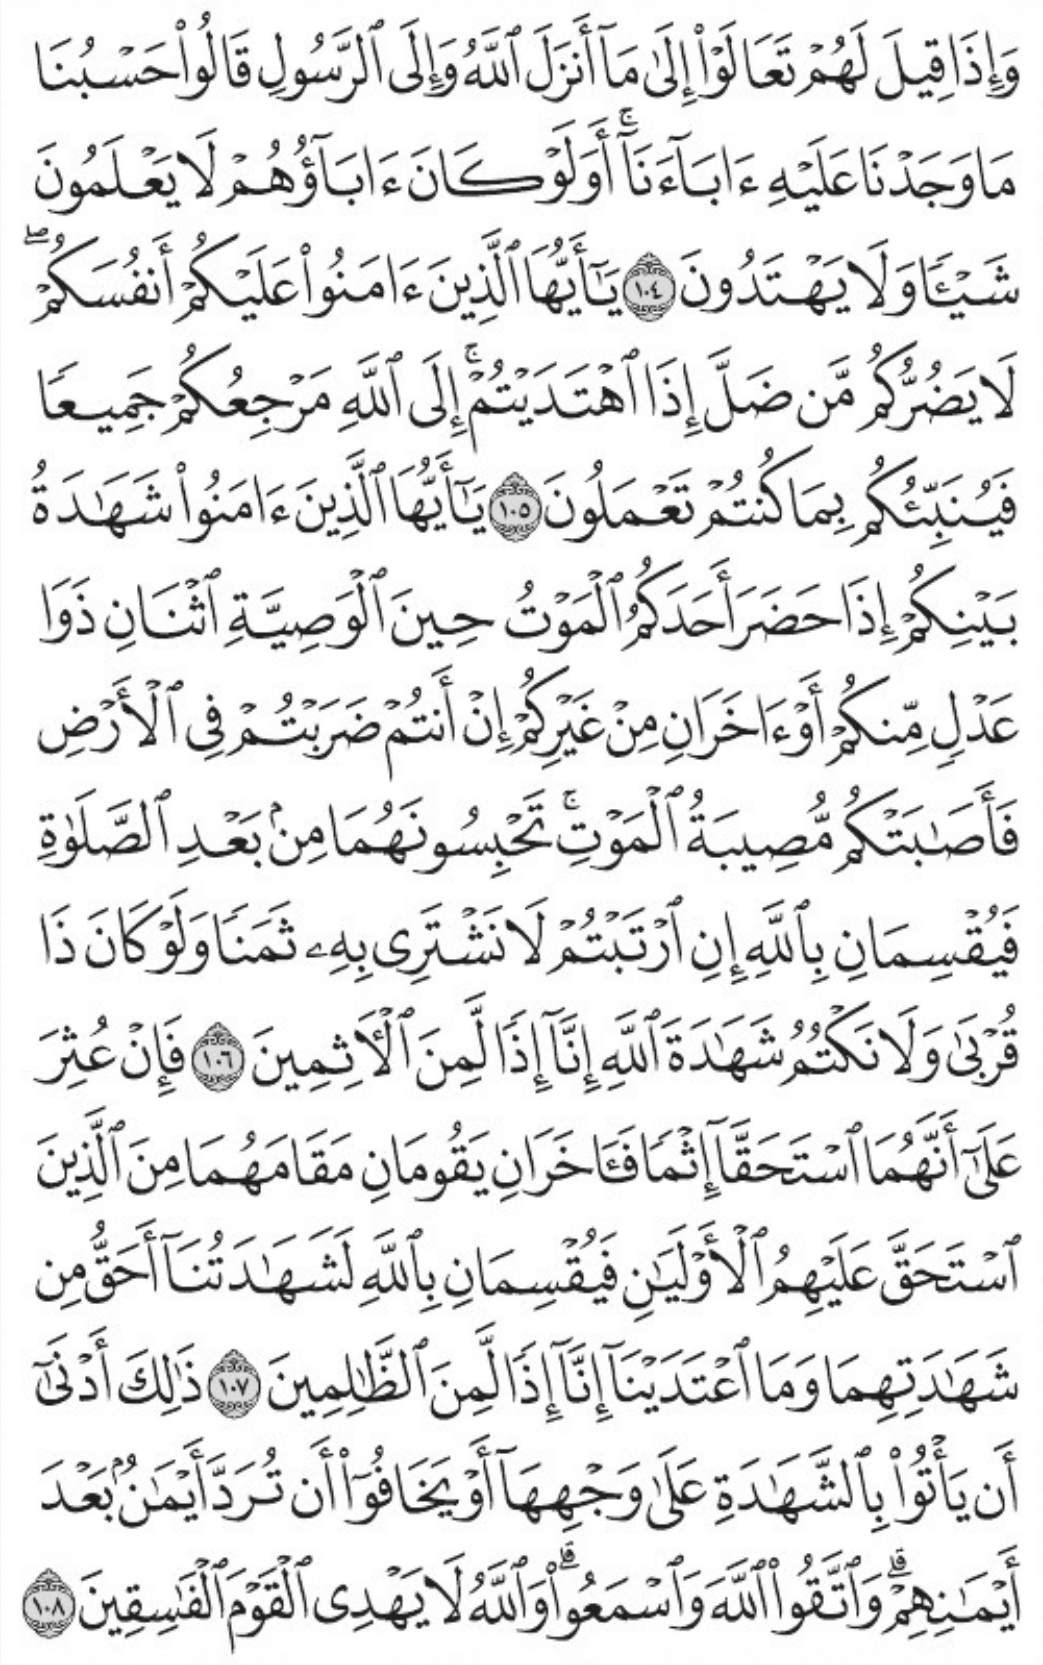 وَإِذَا قِيلَ لَهُمْ تَعَالَوْا۟ إِلَىٰ مَآ أَنزَلَ ٱللَّهُ وَإِلَى ٱلرَّسُولِ قَالُوا۟ حَسْبُنَا
مَا وَجَدْنَا عَلَيْهِ ءَابَآءَنَآ ۚ أَوَلَوْ كَانَ ءَابَآؤُهُمْ لَا يَعْلَمُونَ
شَيْـًٔا وَلَا يَهْتَدُونَ ١٠٤ يَـٰٓأَيُّهَا ٱلَّذِينَ ءَامَنُوا۟ عَلَيْكُمْ أَنفُسَكُمْ ۖ
لَا يَضُرُّكُم مَّن ضَلَّ إِذَا ٱهْتَدَيْتُمْ ۚ إِلَى ٱللَّهِ مَرْجِعُكُمْ جَمِيعًا
فَيُنَبِّئُكُم بِمَا كُنتُمْ تَعْمَلُونَ ١٠٥ يَـٰٓأَيُّهَا ٱلَّذِينَ ءَامَنُوا۟ شَهَـٰدَةُ
بَيْنِكُمْ إِذَا حَضَرَ أَحَدَكُمُ ٱلْمَوْتُ حِينَ ٱلْوَصِيَّةِ ٱثْنَانِ ذَوَا
عَدْلٍ مِّنكُمْ أَوْ ءَاخَرَانِ مِنْ غَيْرِكُمْ إِنْ أَنتُمْ ضَرَبْتُمْ فِى ٱلْأَرْضِ
فَأَصَـٰبَتْكُم مُّصِيبَةُ ٱلْمَوْتِ ۚ تَحْبِسُونَهُمَا مِنۢ بَعْدِ ٱلصَّلَوٰةِ
فَيُقْسِمَانِ بِٱللَّهِ إِنِ ٱرْتَبْتُمْ لَا نَشْتَرِى بِهِۦ ثَمَنًا وَلَوْ كَانَ ذَا
قُرْبَىٰ وَلَا نَكْتُمُ شَهَـٰدَةَ ٱللَّهِ إِنَّآ إِذًا لَّمِنَ ٱلْـَٔاثِمِينَ ١٠٦ فَإِنْ عُثِرَ
عَلَىٰٓ أَنَّهُمَا ٱسْتَحَقَّآ إِثْمًا فَـَٔاخَرَانِ يَقُومَانِ مَقَامَهُمَا مِنَ ٱلَّذِينَ
ٱسْتَحَقَّ عَلَيْهِمُ ٱلْأَوْلَيَـٰنِ فَيُقْسِمَانِ بِٱللَّهِ لَشَهَـٰدَتُنَآ أَحَقُّ مِن
شَهَـٰدَتِهِمَا وَمَا ٱعْتَدَيْنَآ إِنَّآ إِذًا لَّمِنَ ٱلظَّـٰلِمِينَ ١٠٧ ذَٰلِكَ أَدْنَىٰٓ
أَن يَأْتُوا۟ بِٱلشَّهَـٰدَةِ عَلَىٰ وَجْهِهَآ أَوْ يَخَافُوٓا۟ أَن تُرَدَّ أَيْمَـٰنٌۢ بَعْدَ
أَيْمَـٰنِهِمْ ۗ وَٱتَّقُوا۟ ٱللَّهَ وَٱسْمَعُوا۟ ۗ وَٱللَّهُ لَا يَهْدِى ٱلْقَوْمَ ٱلْفَـٰسِقِينَ ١٠٨